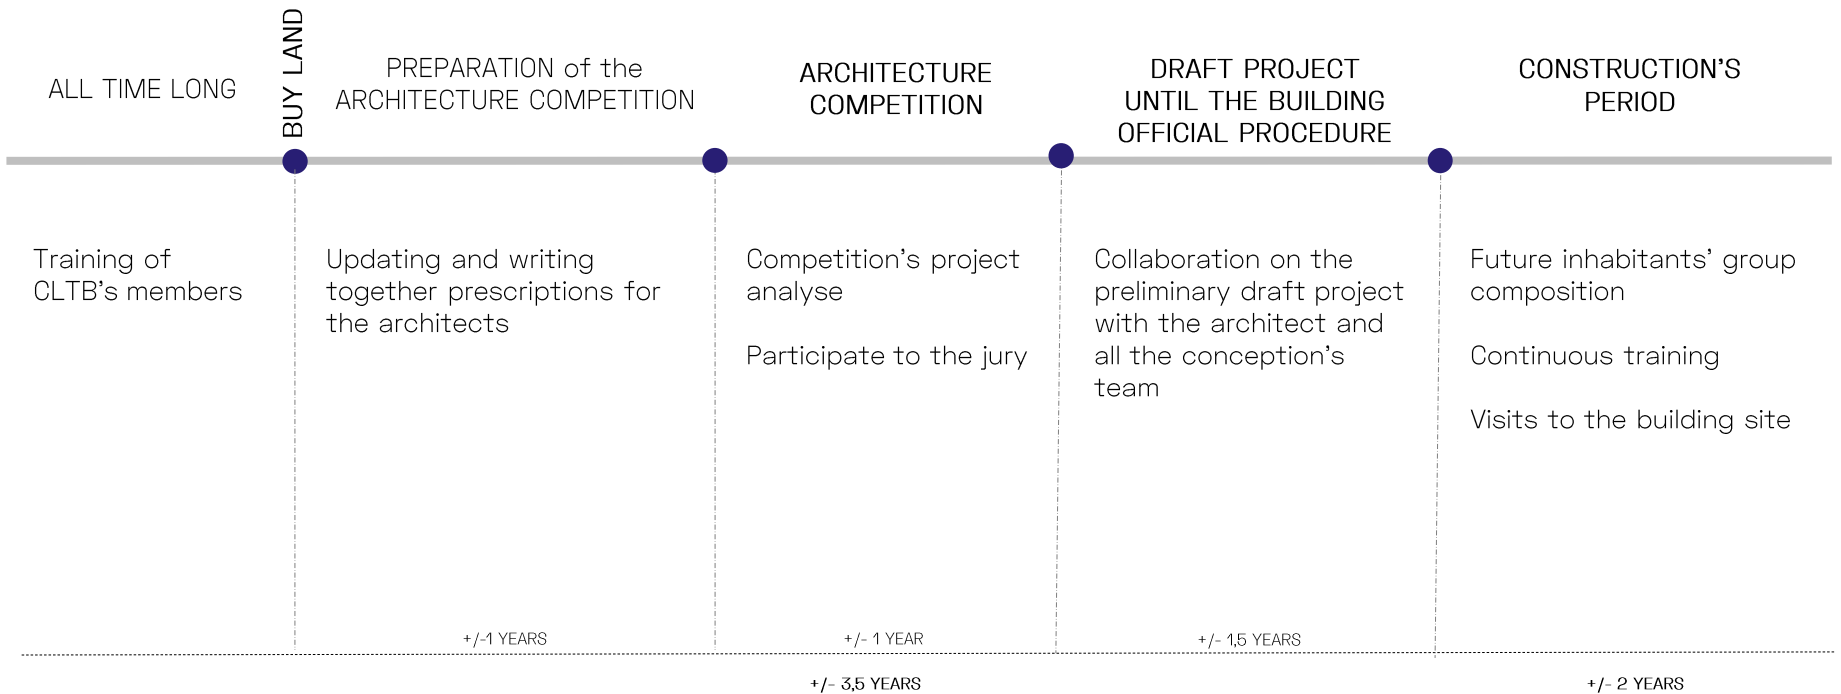 ALL TIME LONG
BUY LAND
PREPARATION of the
ARCHITECTURE COMPETITION
ARCHITECTURE
COMPETITION
DRAFT PROJECT
UNTIL THE BUILDING
OFFICIAL PROCEDURE
CONSTRUCTION'S
PERIOD
Training of
CLTB's members
Updating and writing
together prescriptions for
the architects
Competition's project
analyse
Participate to the jury
Collaboration on the
preliminary draft project
with the architect and
all the conception's
team
Future inhabitants' group
composition
Continuous training
Visits to the building site
+/-1 YEARS
+/- 1 YEAR
+/- 1,5 YEARS
+/- 3,5 YEARS
+/- 2 YEARS